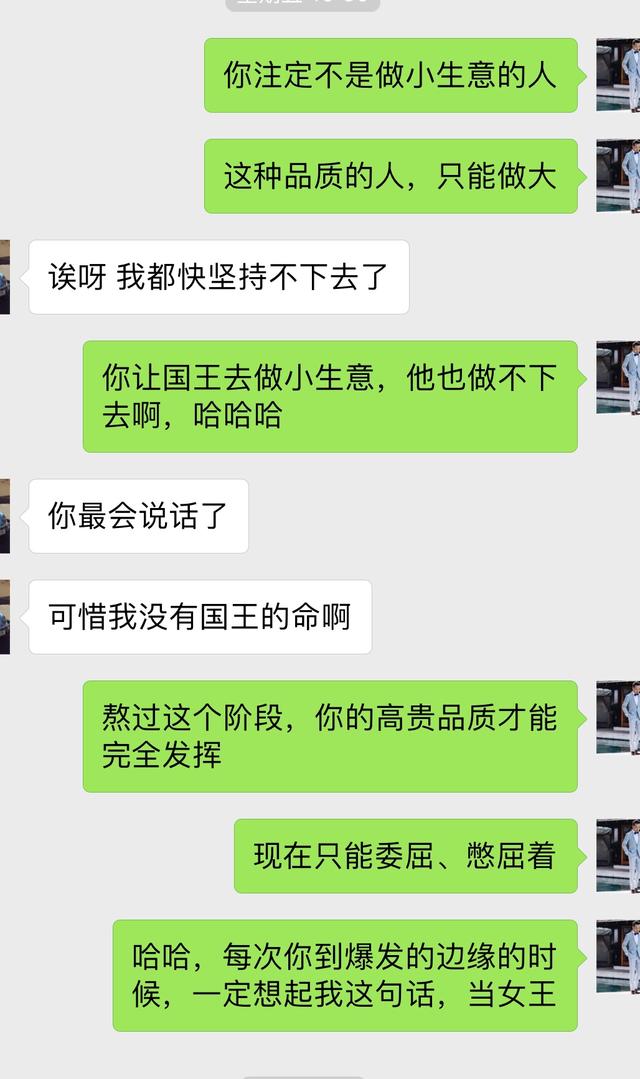 你注定不是做小生意的人
这种品质的人，只能做大
诶呀 我都快坚持不下去了
你让国王去做小生意，他也做不下
去啊，哈哈哈
你最会说话了
可惜我没有国王的命啊
熬过这个阶段，你的高贵品质才能
完全发挥
现在只能委屈、憋屈着
哈哈，每次你到爆发的边缘的时
候，一定想起我这句话，当女王